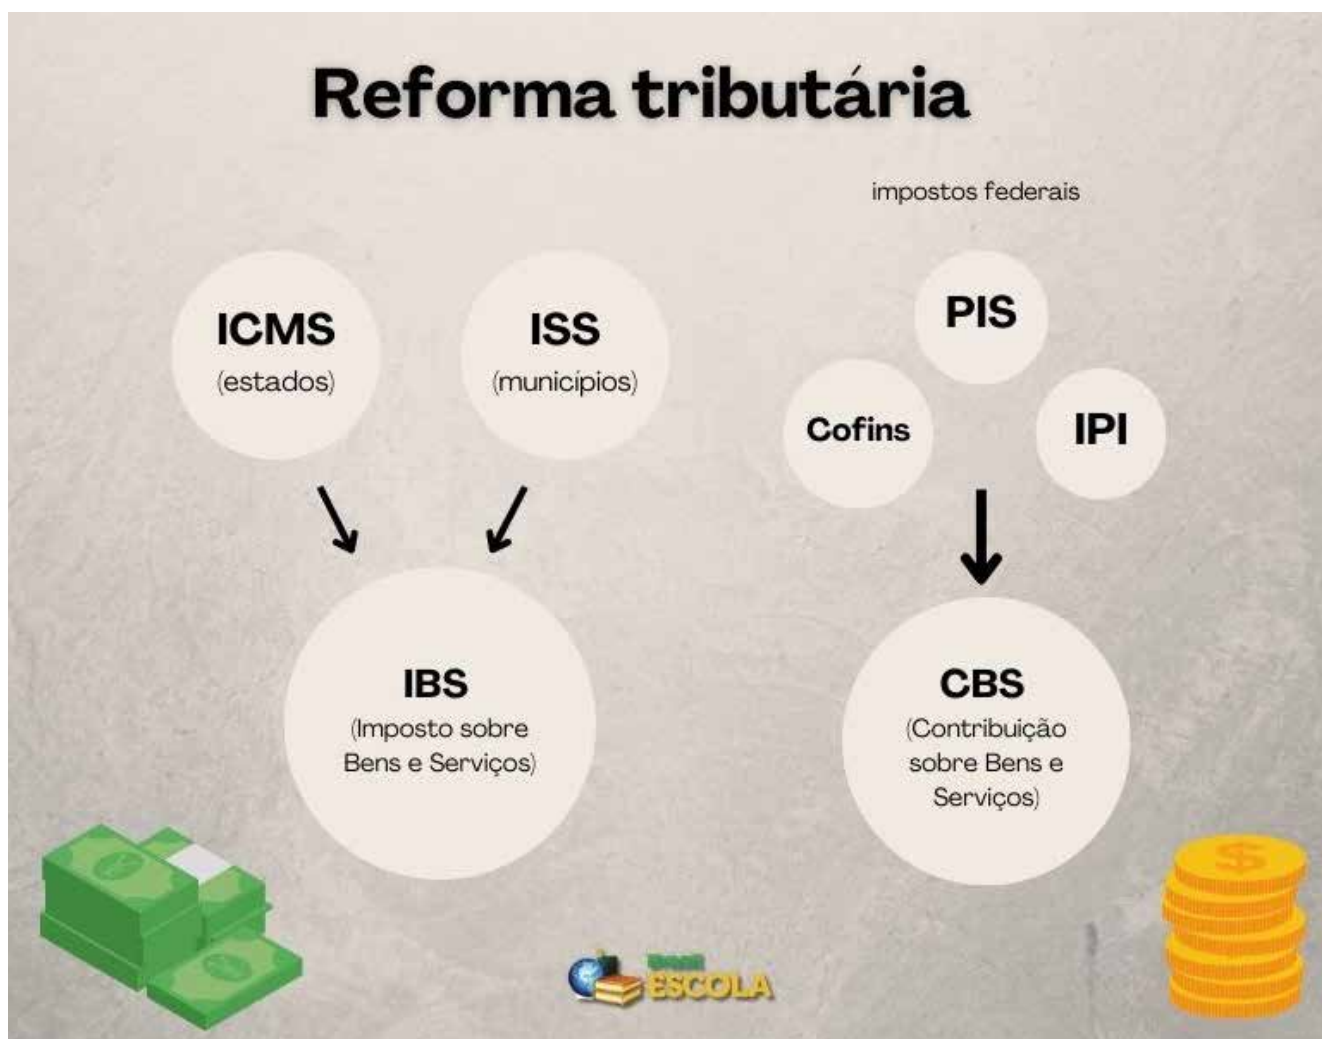 Reforma tributária
impostos federais
ICMS
(estados)
ISS
(municípios)
PIS
Cofins
IPI
IBS
(Imposto sobre
Bens e Serviços)
CBS
(Contribuição
sobre Bens e
Serviços)
$
Brasil
ESCOLA